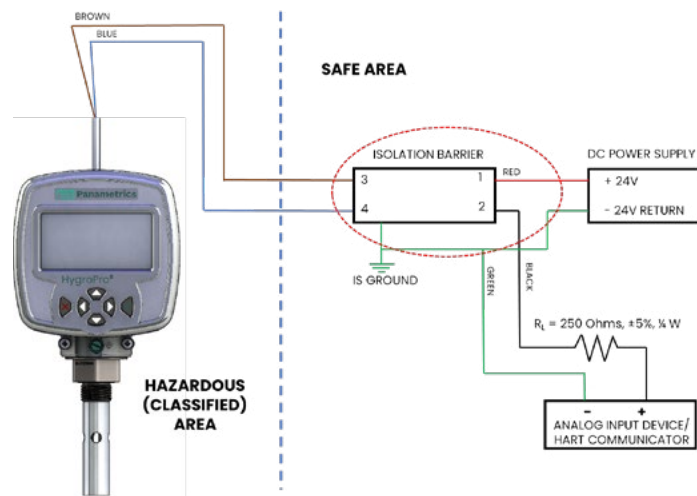 BROWN
BLUE
SAFE AREA
ISOLATION BARRIER
DC POWER SUPPLY
3
1
RED
+ 24V
4
2
- 24V RETURN
Panametrics
IS GROUND
GREEN
BLACK
HygroPro
R_L = 250 Ohms, ±5%, ¼ W
HAZARDOUS
(CLASSIFIED)
AREA
- +
ANALOG INPUT DEVICE/
HART COMMUNICATOR